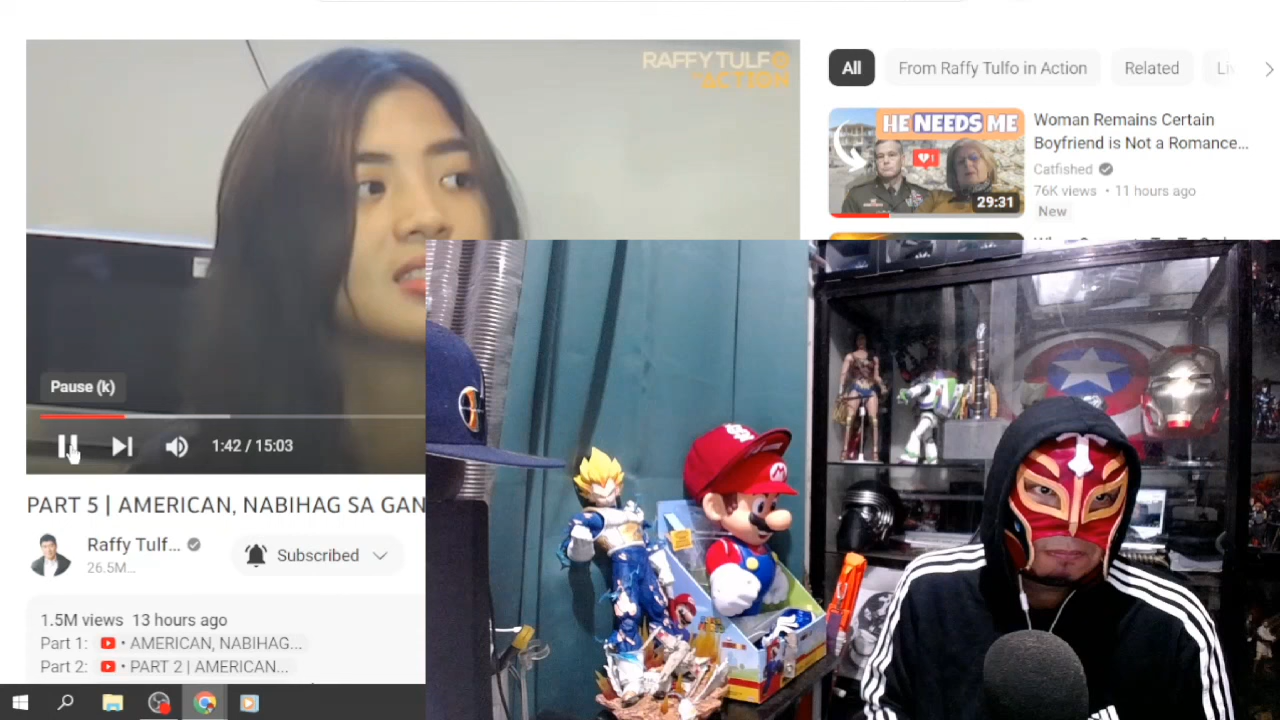 RAFFY TULFO
IN ACTION
Pause (k)
1:42 / 15:03
PART 5 | AMERICAN, NABIHAG SA GAN
Raffy Tulf...
26.5M...
Subscribed
1.5M views 13 hours ago
Part 1: • AMERICAN, NABIHAG...
Part 2: • PART 2 | AMERICAN...
All
From Raffy Tulfo in Action
Related
HE NEEDS ME
29:31
Woman Remains Certain
Boyfriend is Not a Romance...
Catfished
76K views • 11 hours ago
New